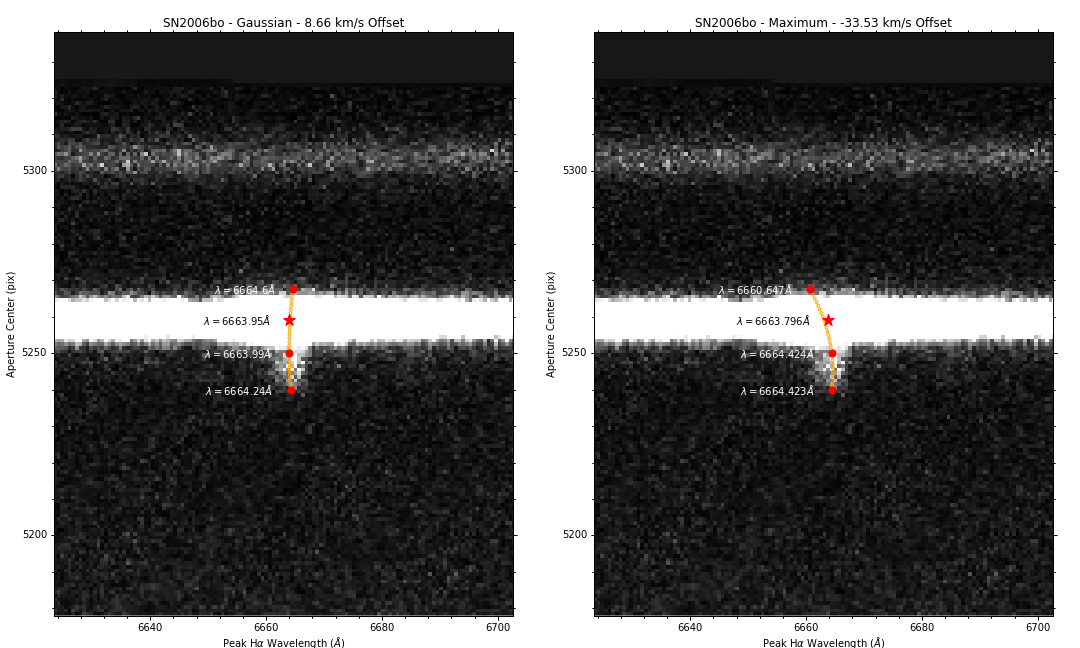 SN2006bo - Gaussian - 8.66 km/s Offset
Aperture Center (pix)
5300
5250
5200
λ = 6664.6Å
λ = 6663.95Å
λ = 6663.99Å
λ = 6664.24Å
6640 6660 6680 6700
Peak Hα Wavelength (Å)
SN2006bo - Maximum - -33.53 km/s Offset
Aperture Center (pix)
5300
5250
5200
λ = 6660.647Å
λ = 6663.796Å
λ = 6664.424Å
λ = 6664.423Å
6640 6660 6680 6700
Peak Hα Wavelength (Å)